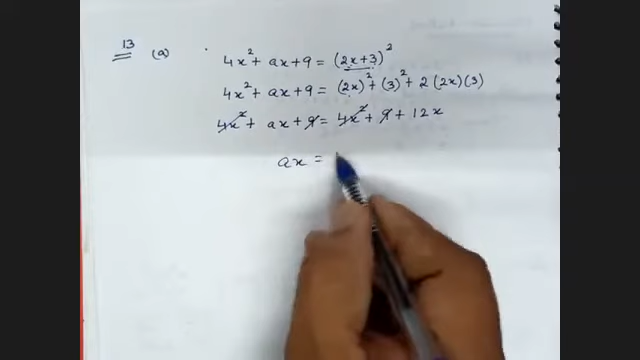 13 (a) 4x² + ax + 9 = (2x+3)²
4x² + ax + 9 = (2x)² + (3)² + 2(2x)(3)
4x² + ax + 9 = 4x² + 9 + 12x
ax =